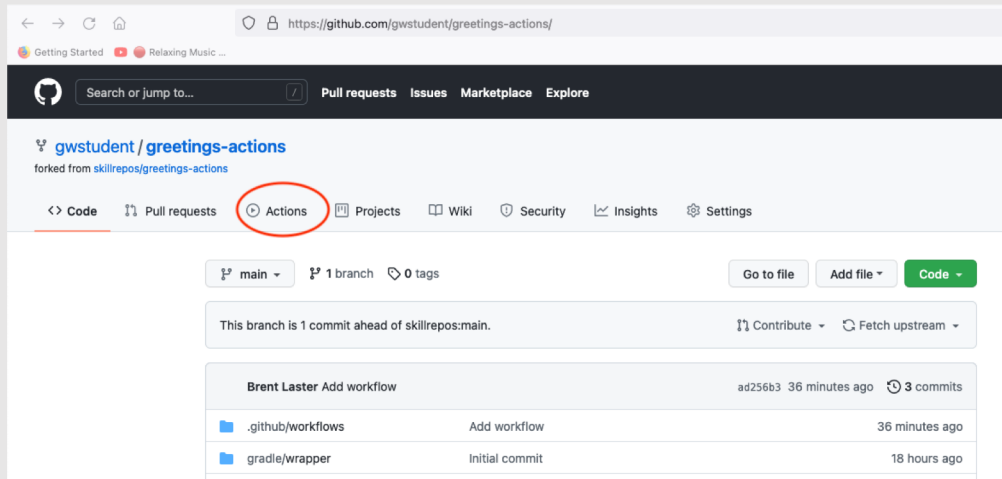 https://github.com/gwstudent/greetings-actions/
Getting Started Relaxing Music ...
Search or jump to... / Pull requests Issues Marketplace Explore
gwstudent / greetings-actions
forked from skillrepos/greetings-actions
<> Code Pull requests Actions Projects Wiki Security Insights Settings
main 1 branch 0 tags Go to file Add file Code
This branch is 1 commit ahead of skillrepos:main. Contribute Fetch upstream
Brent Laster Add workflow ad256b3 36 minutes ago 3 commits
.github/workflows Add workflow 36 minutes ago
gradle/wrapper Initial commit 18 hours ago